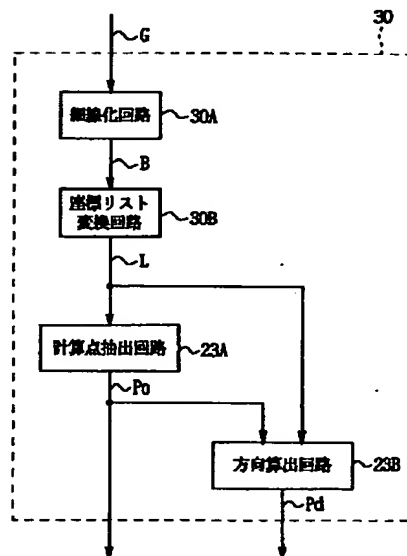 30
G
細線化回路
30A
B
座標リスト
変換回路
30B
L
計算点抽出回路
23A
Po
方向算出回路
23B
Pd